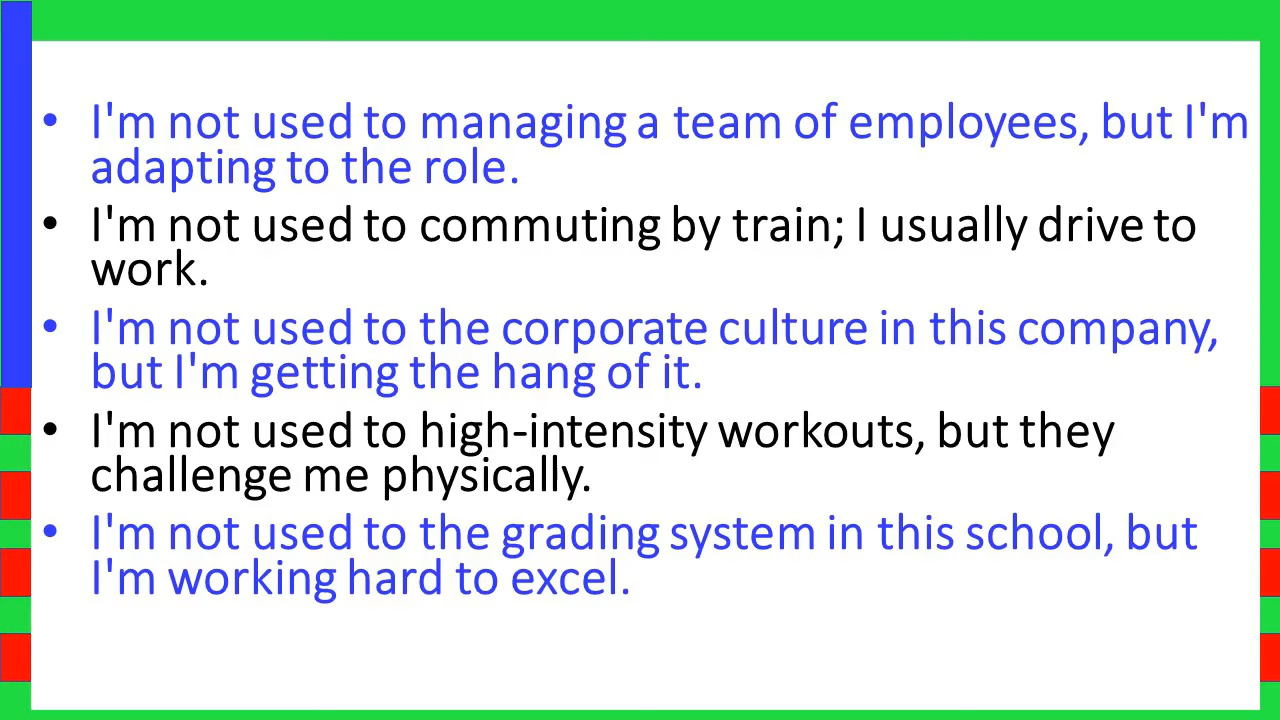 • I'm not used to managing a team of employees, but I'm
adapting to the role.
• I'm not used to commuting by train; I usually drive to
work.
• I'm not used to the corporate culture in this company,
but I'm getting the hang of it.
• I'm not used to high-intensity workouts, but they
challenge me physically.
• I'm not used to the grading system in this school, but
I'm working hard to excel.